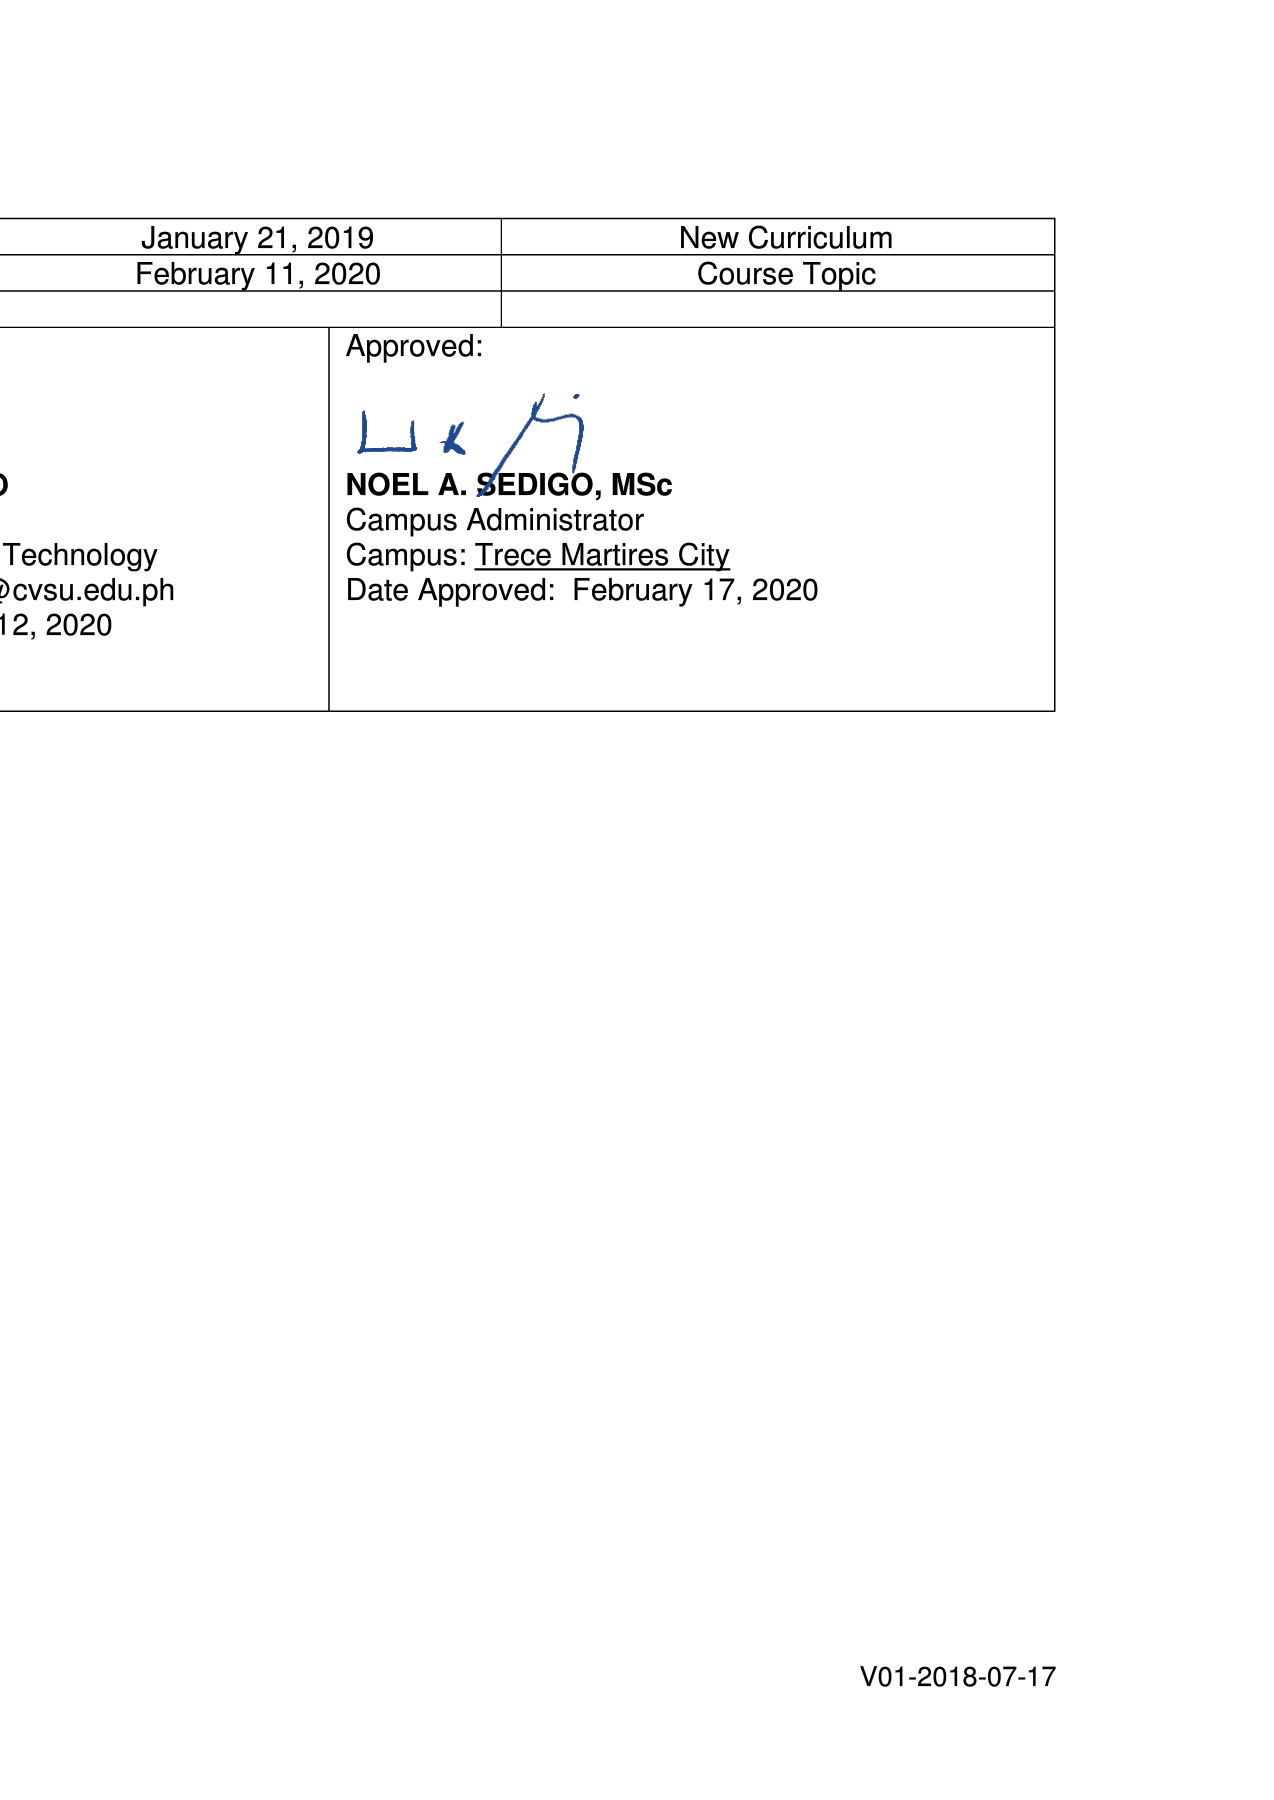 January 21, 2019 New Curriculum
February 11, 2020 Course Topic
Technology
@cvsu.edu.ph
12, 2020
Approved:
NOEL A. SEDIGO, MSc
Campus Administrator
Campus: Trece Martires City
Date Approved: February 17, 2020
V01-2018-07-17